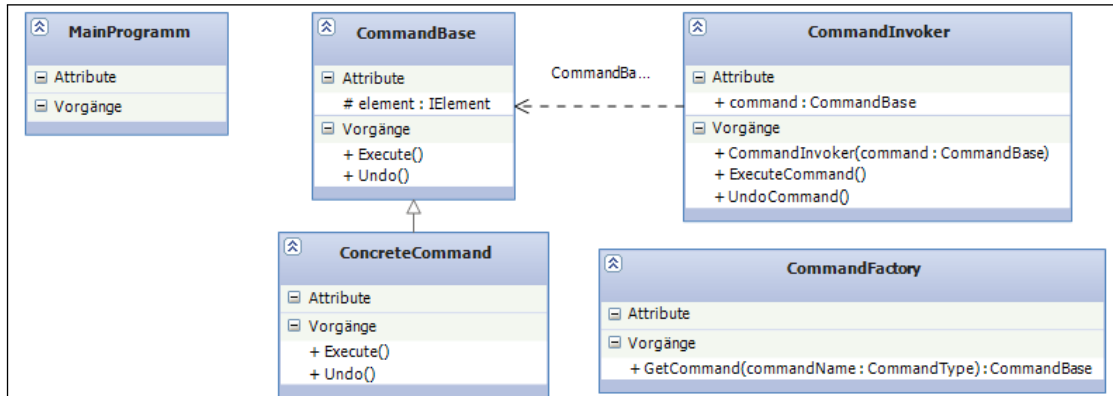 MainProgramm
Attribute
Vorgänge
CommandBase
Attribute
# element : IElement
Vorgänge
+ Execute()
+ Undo()
CommandBa...
CommandInvoker
Attribute
+ command : CommandBase
Vorgänge
+ CommandInvoker(command : CommandBase)
+ ExecuteCommand()
+ UndoCommand()
ConcreteCommand
Attribute
Vorgänge
+ Execute()
+ Undo()
CommandFactory
Attribute
Vorgänge
+ GetCommand(commandName : CommandType) : CommandBase